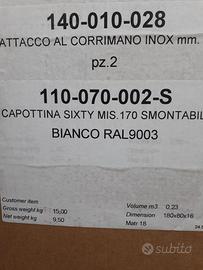 140-010-028
ATTACCO AL CORRIMANO INOX mm.
pz.2
110-070-002-S
CAPOTTINA SIXTY MIS.170 SMONTABIL
BIANCO RAL9003
Customer item
Gross weight kg 15,00
Net weight kg 9,50
Volume m3 0.23
Dimension 180x80x16
Matr 18
subito